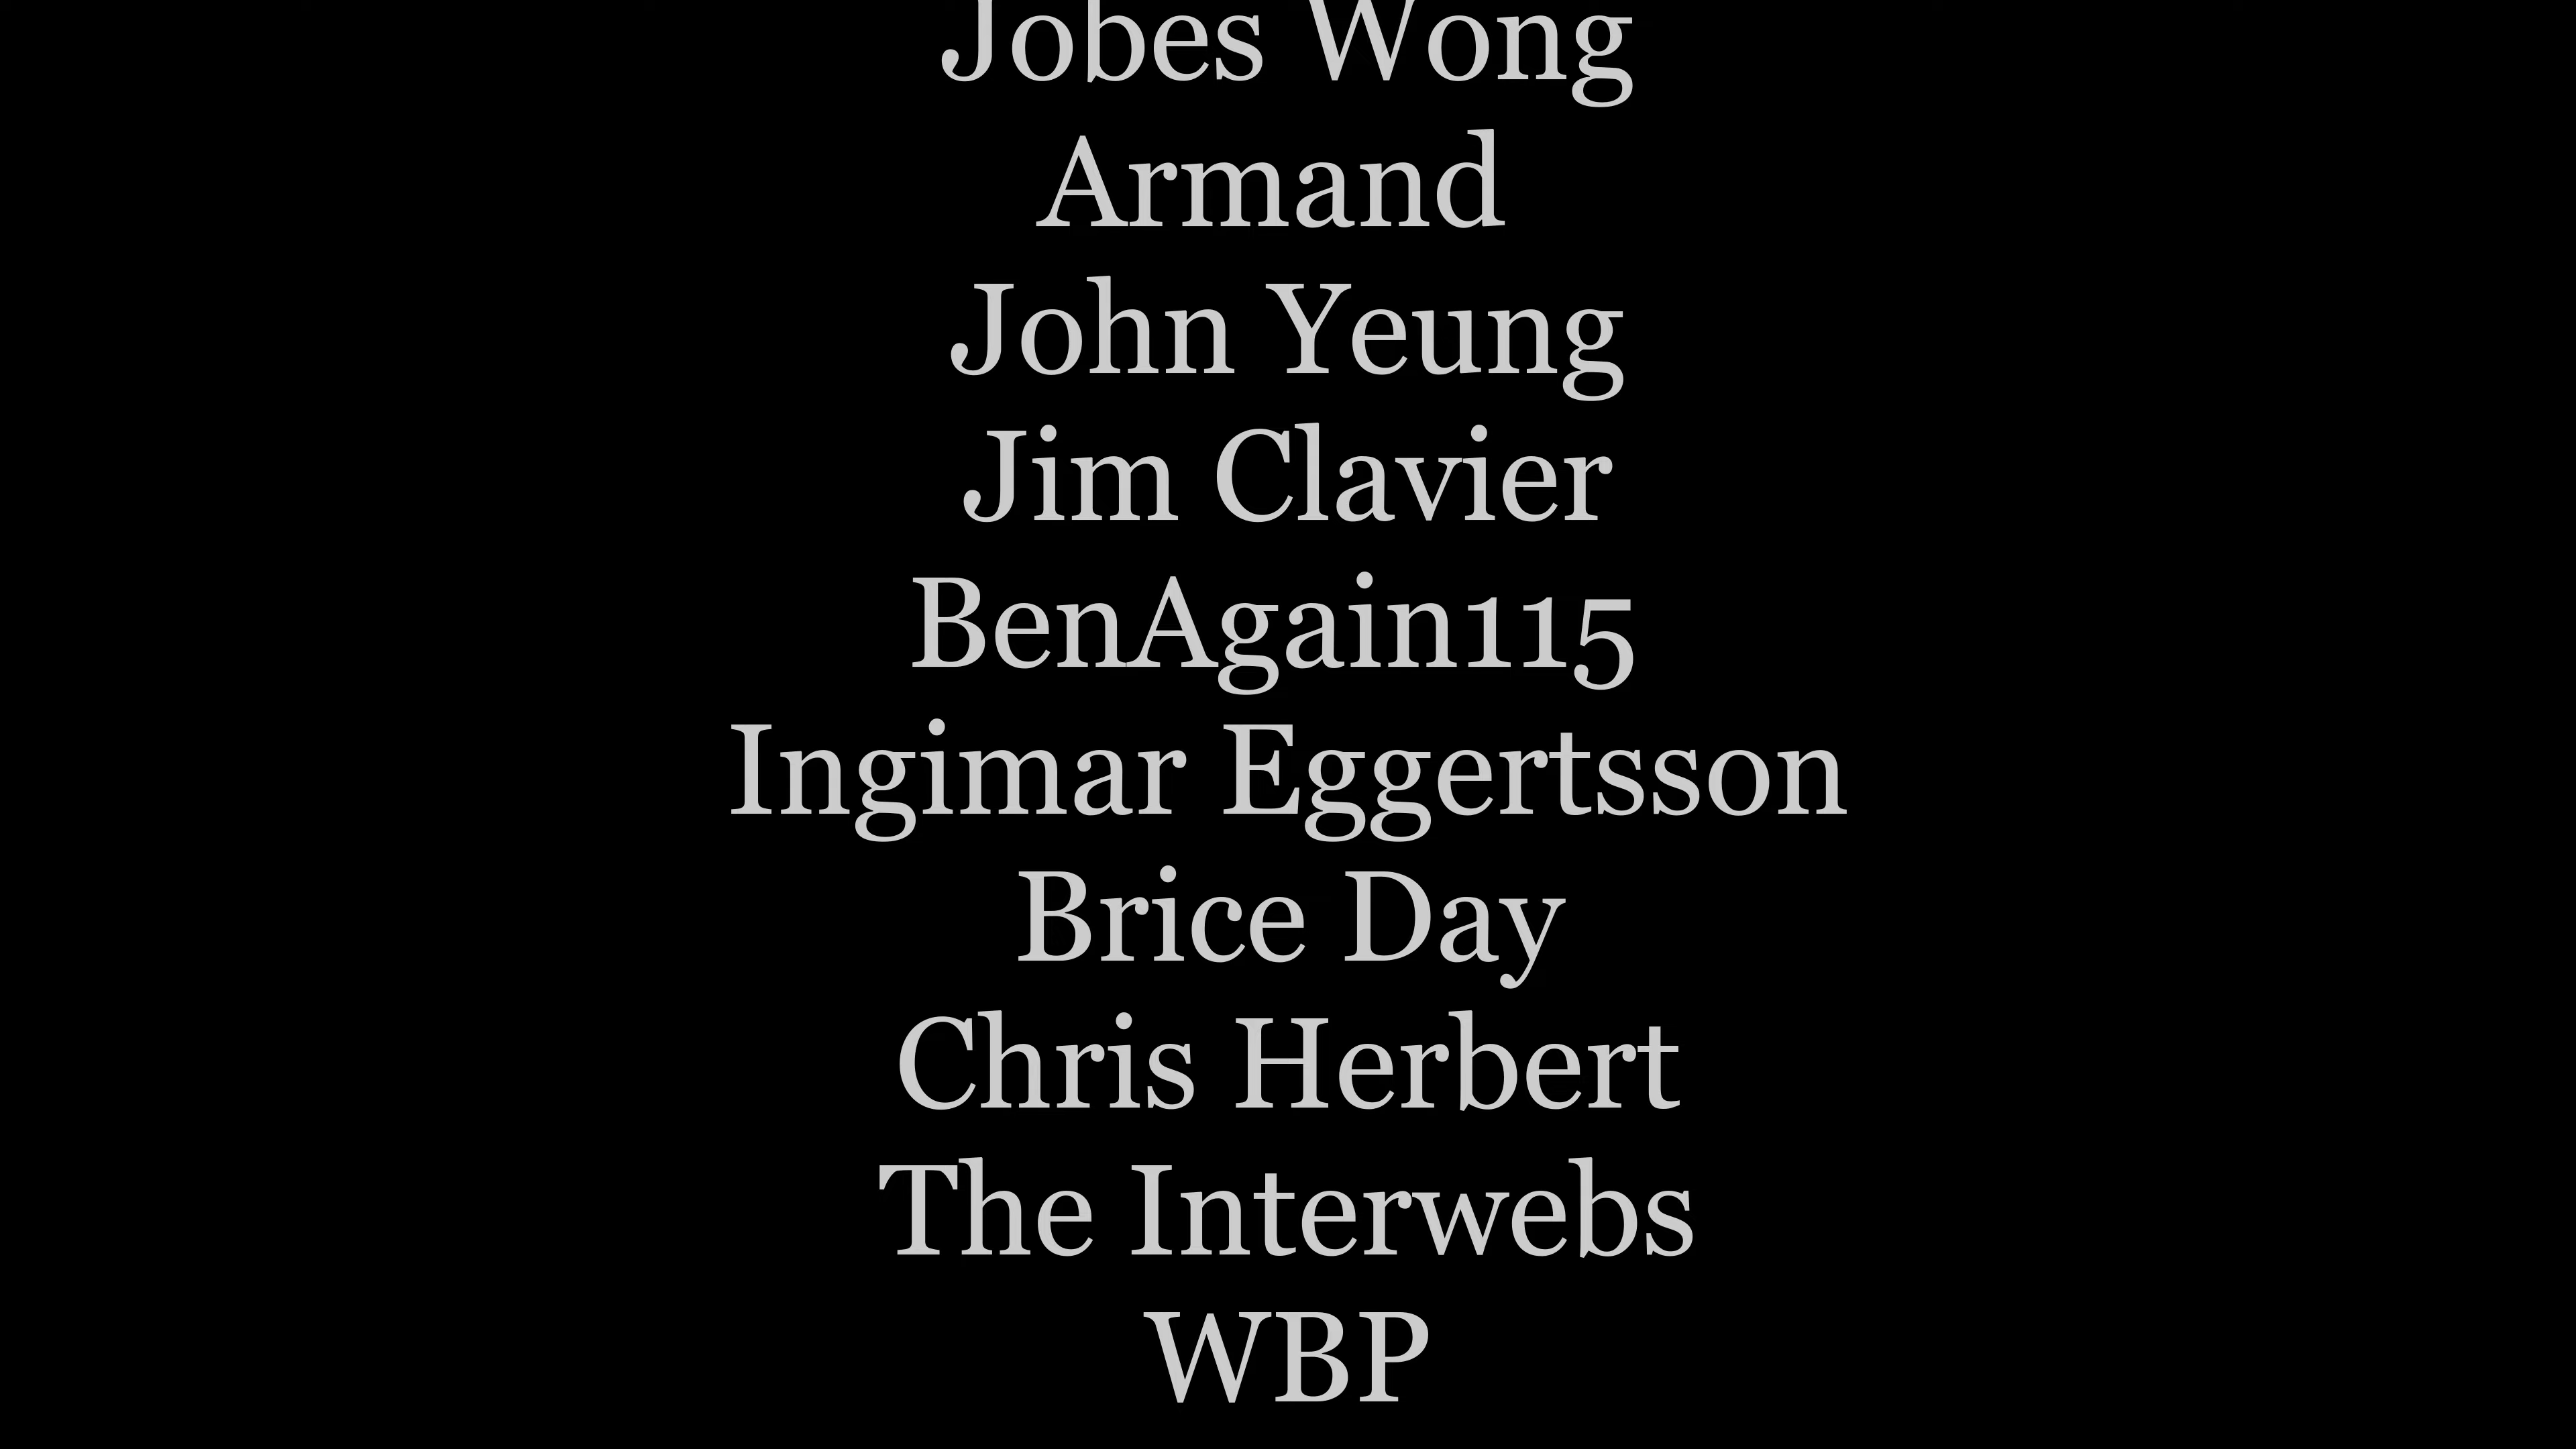 Jobes Wong
Armand
John Yeung
Jim Clavier
BenAgain115
Ingimar Eggertsson
Brice Day
Chris Herbert
The Interwebs
WBP